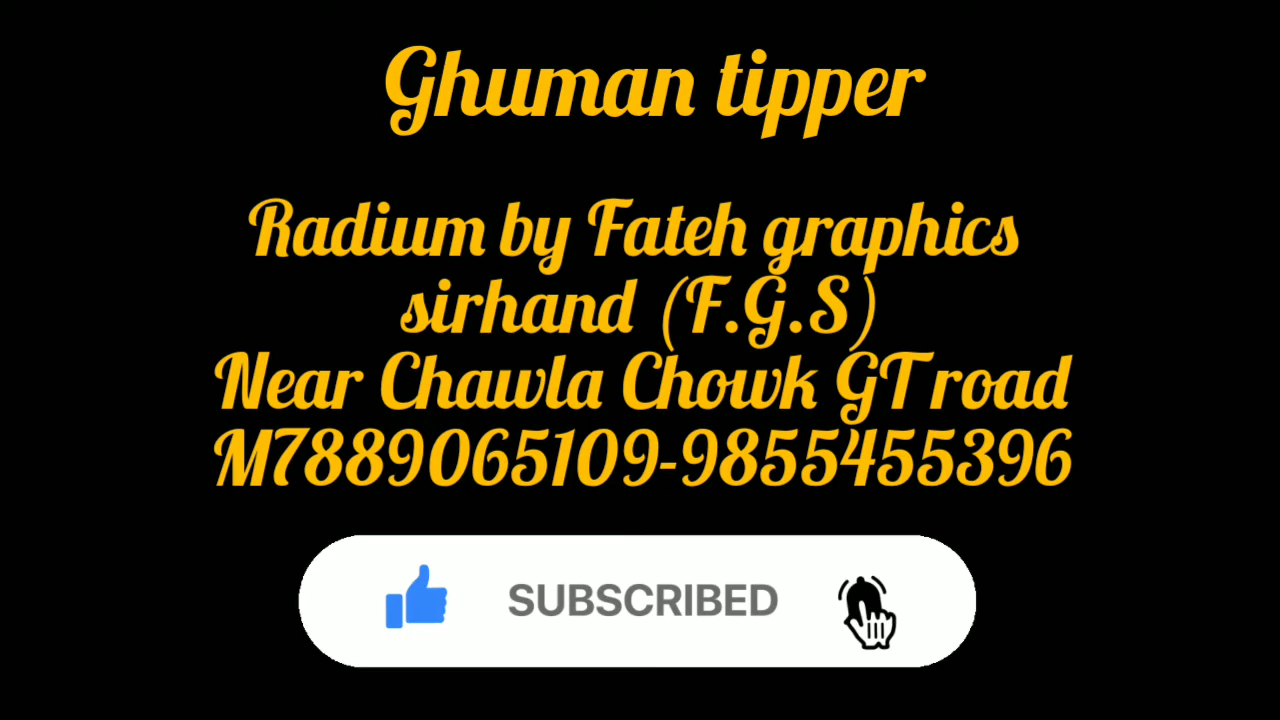 Ghuman tipper
Radium by Fateh graphics
sirhand (F.G.S)
Near Chawla Chowk GT road
M7889065109-9855455396
SUBSCRIBED